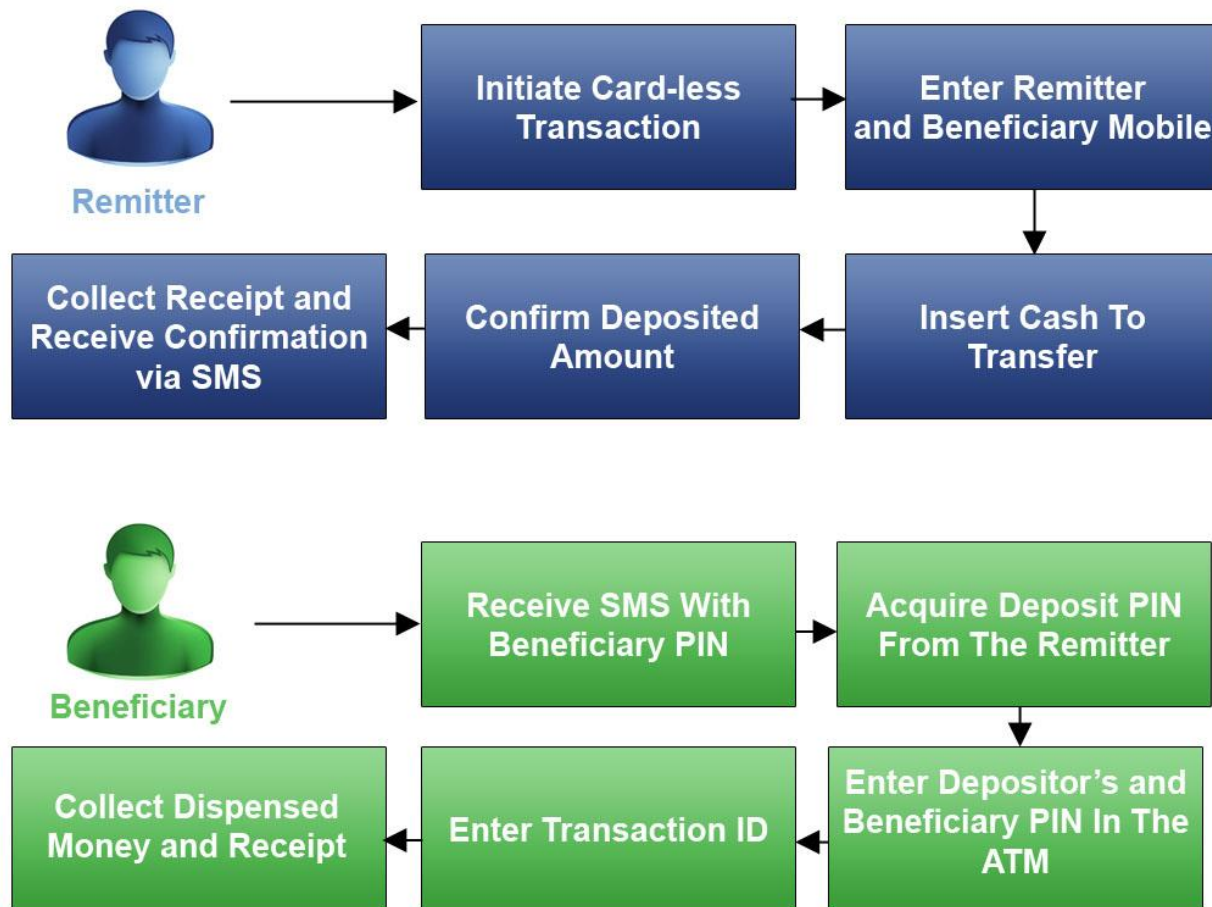 Remitter
Initiate Card-less
Transaction
Enter Remitter
and Beneficiary Mobile
Insert Cash To
Transfer
Confirm Deposited
Amount
Collect Receipt and
Receive Confirmation
via SMS
Beneficiary
Receive SMS With
Beneficiary PIN
Acquire Deposit PIN
From The Remitter
Enter Depositor’s and
Beneficiary PIN In The
ATM
Enter Transaction ID
Collect Dispensed
Money and Receipt